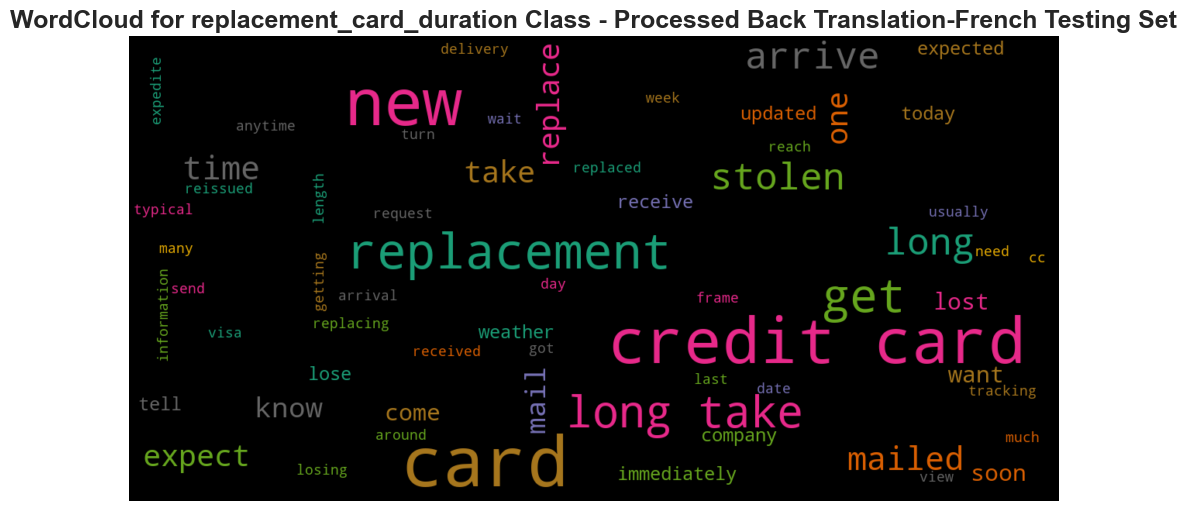 WordCloud for replacement_card_duration Class - Processed Back Translation-French Testing Set
delivery
expected
arrive
replace
expedite
new
week
updated
one
today
anytime
wait
turn
reach
time
take
replaced
stolen
reissued
length
receive
typical
request
usually
many
replacement
long
need
cc
getting
information
send
day
get
arrival
frame
lost
replacing
visa
weather
credit card
received
got
lose
last
want
date
tracking
tell
know
come
mail
long take
around
company
much
expect
losing
card
immediately
mailed
view
soon